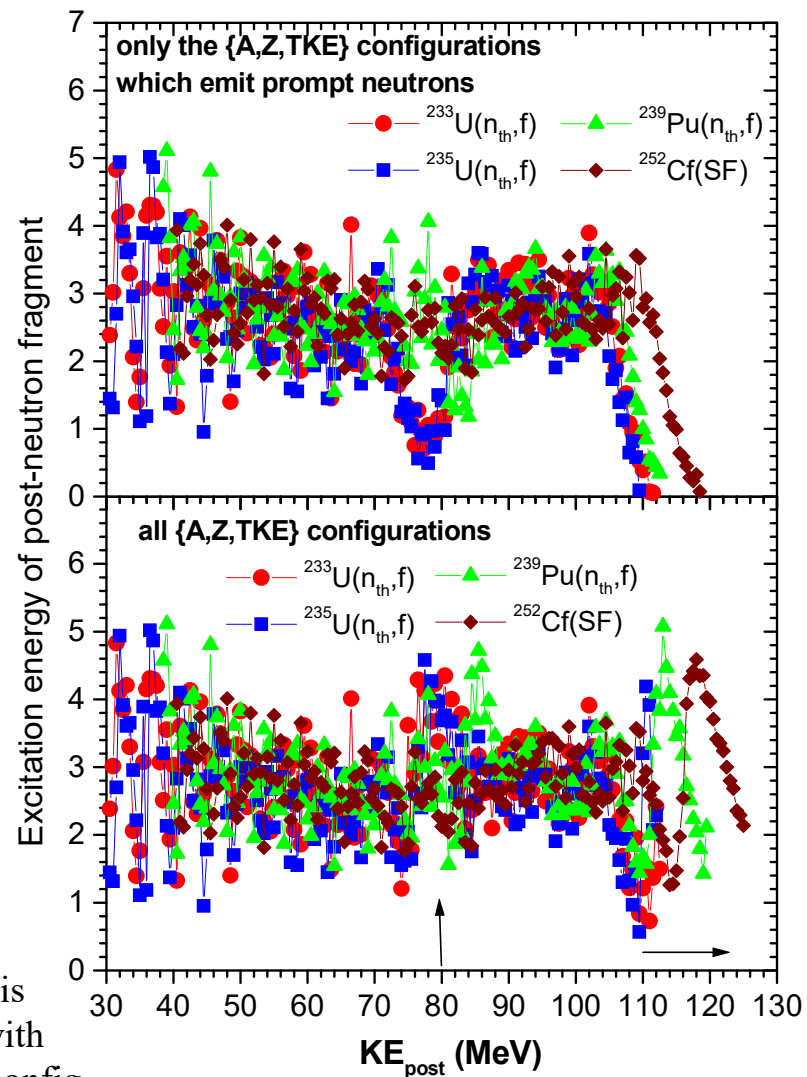 only the {A,Z,TKE} configurations
which emit prompt neutrons
²³³U(nth,f)
²³⁹Pu(nth,f)
²³⁵U(nth,f)
²⁵²Cf(SF)
7
6
5
4
3
2
1
0
all {A,Z,TKE} configurations
²³³U(nth,f)
²³⁹Pu(nth,f)
²³⁵U(nth,f)
²⁵²Cf(SF)
6
5
4
3
2
1
0
Excitation energy of post-neutron fragment
30 40 50 60 70 80 90 100 110 120 130
KEpost (MeV)
is
with
config